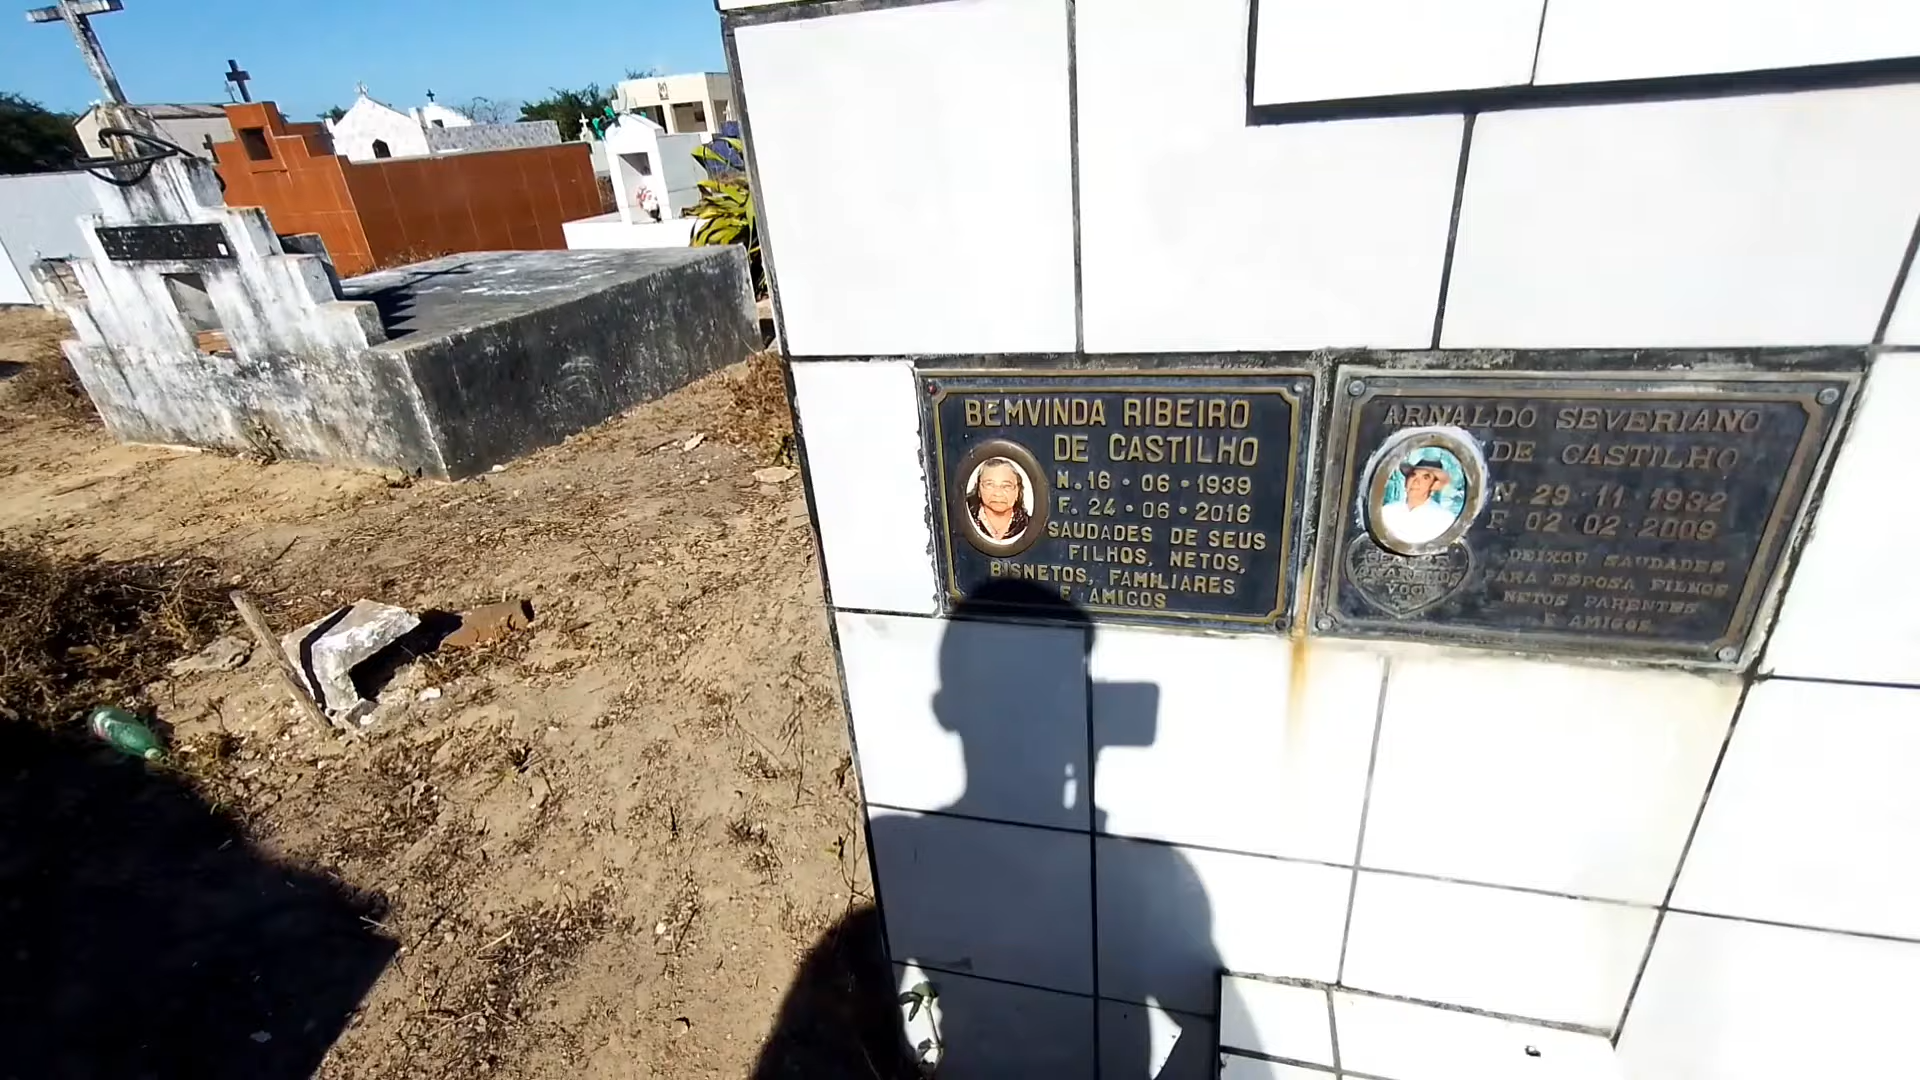 BEMVINDA RIBEIRO
DE CASTILHO
N. 16 • 06 • 1939
F. 24 • 06 • 2016
SAUDADES DE SEUS
FILHOS, NETOS,
BISNETOS, FAMILIARES
E AMIGOS
ARNALDO SEVERIANO
DE CASTILHO
N. 29 • 11 • 1932
F. 02 • 02 • 2009
DEIXOU SAUDADES
PARA ESPOSA FILHOS
NETOS PARENTES
E AMIGOS